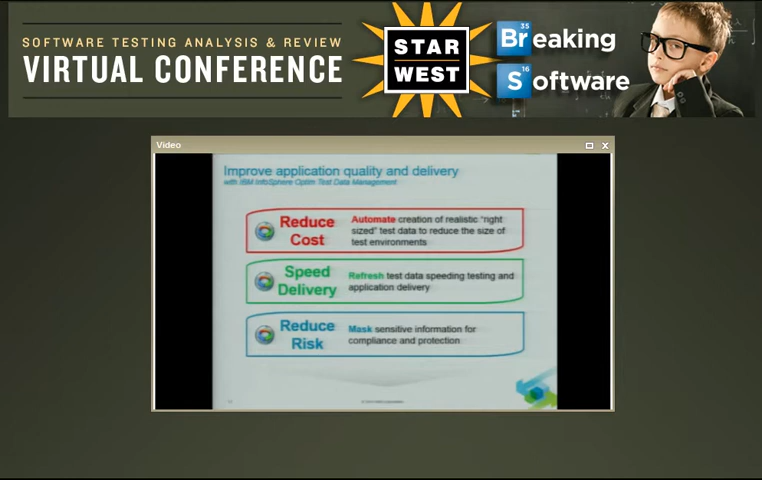 SOFTWARE TESTING ANALYSIS & REVIEW
VIRTUAL CONFERENCE
STAR
WEST
35
Breaking
16
Software
Video
Improve application quality and delivery
with IBM InfoSphere Optim Test Data Management
Reduce
Cost
Automate creation of realistic "right
sized" test data to reduce the size of
test environments
Speed
Delivery
Refresh test data speeding testing and
application delivery
Reduce
Risk
Mask sensitive information for
compliance and protection